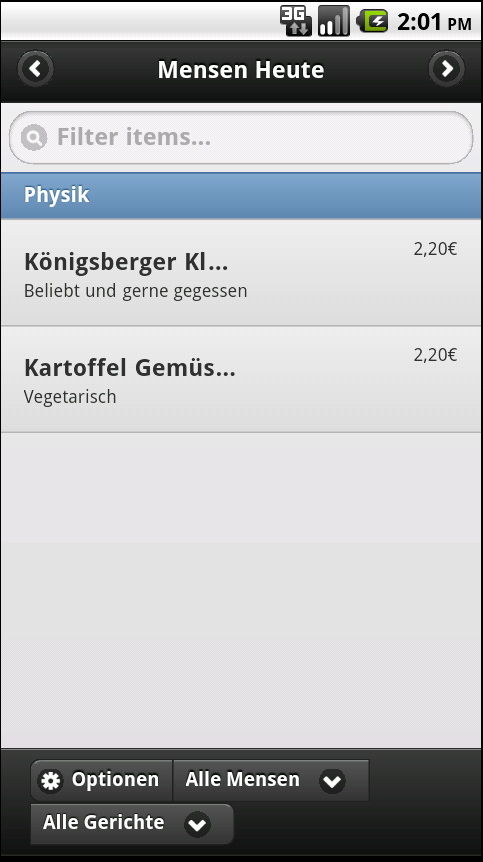 3G 2:01 PM
Mensen Heute
Filter items...
Physik
Königsberger Kl...
2,20€
Beliebt und gerne gegessen
Kartoffel Gemüs...
2,20€
Vegetarisch
Optionen
Alle Mensen
Alle Gerichte